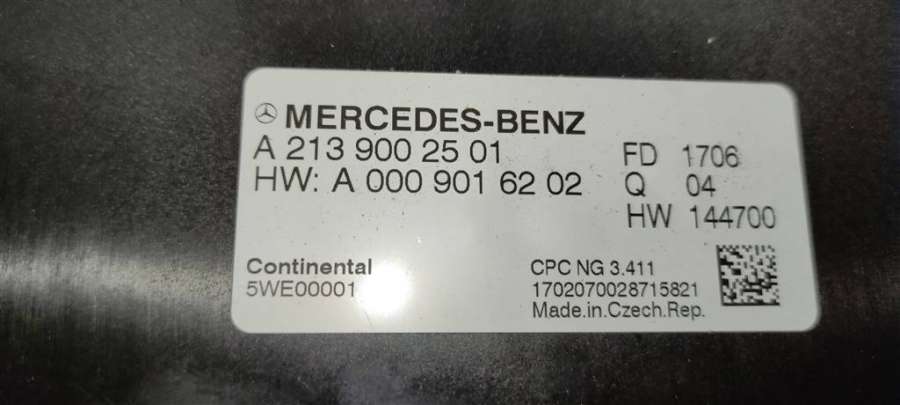 MERCEDES-BENZ
A 213 900 25 01
HW: A 000 901 62 02
FD 1706
Q 04
HW 144700
Continental
5WE00001
CPC NG 3.411
1702070028715821
Made.in.Czech.Rep.